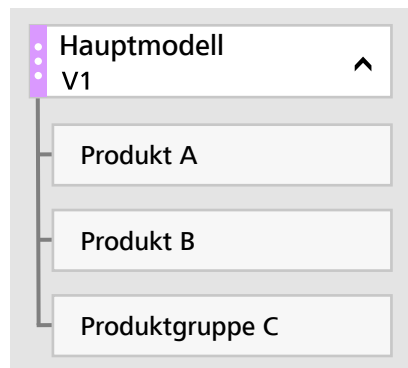 Hauptmodell
V1
Produkt A
Produkt B
Produktgruppe C